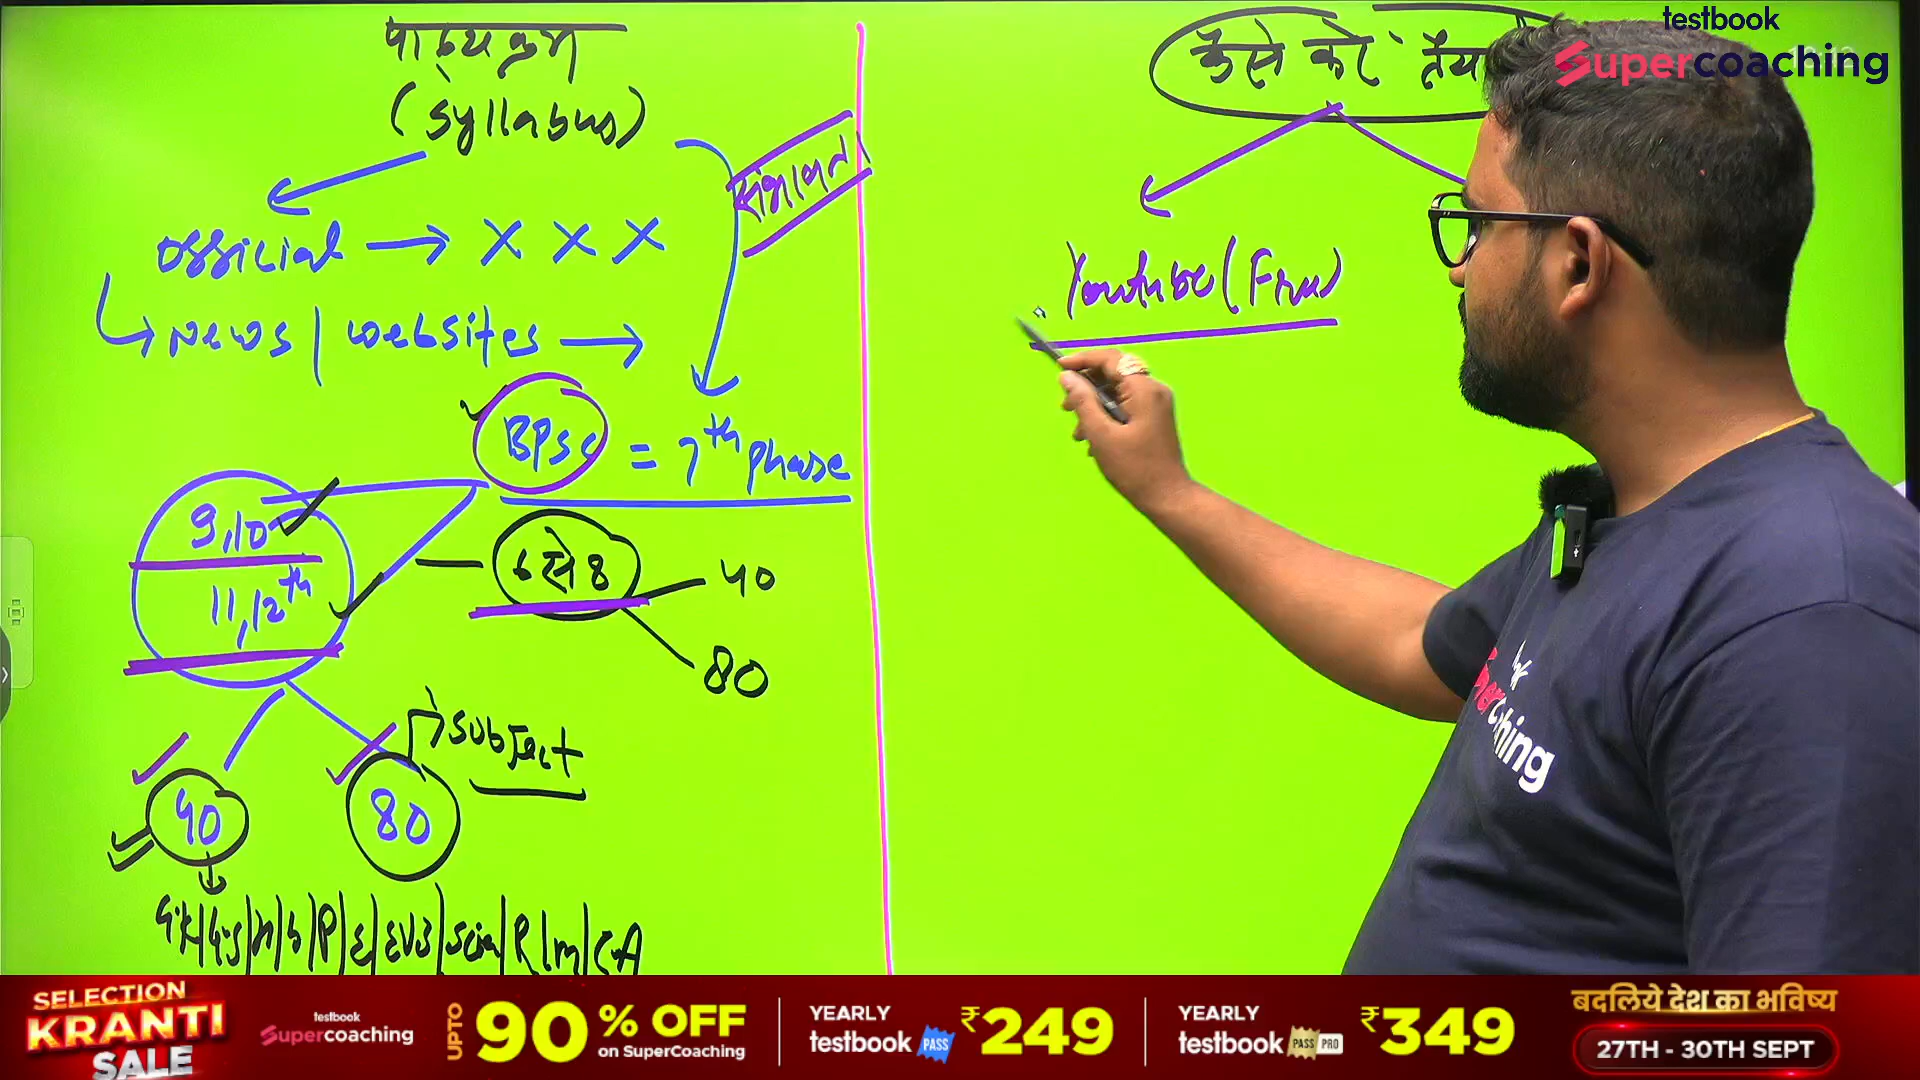 testbook
Supercoaching
पाठ्यक्रम
(syllabus)
official → X X X
News | websites →
संभावित
BPSC = 7th phase
9,10
11,12th
6 से 8
40
80
40
80
subject
कैसे करे
Youtube (Free)
SELECTION
KRANTI
SALE
testbook
Supercoaching
UPTO 90% OFF
on SuperCoaching
YEARLY
testbook PASS ₹249
YEARLY
testbook PASS PRO ₹349
बदलिये देश का भविष्य
27TH - 30TH SEPT